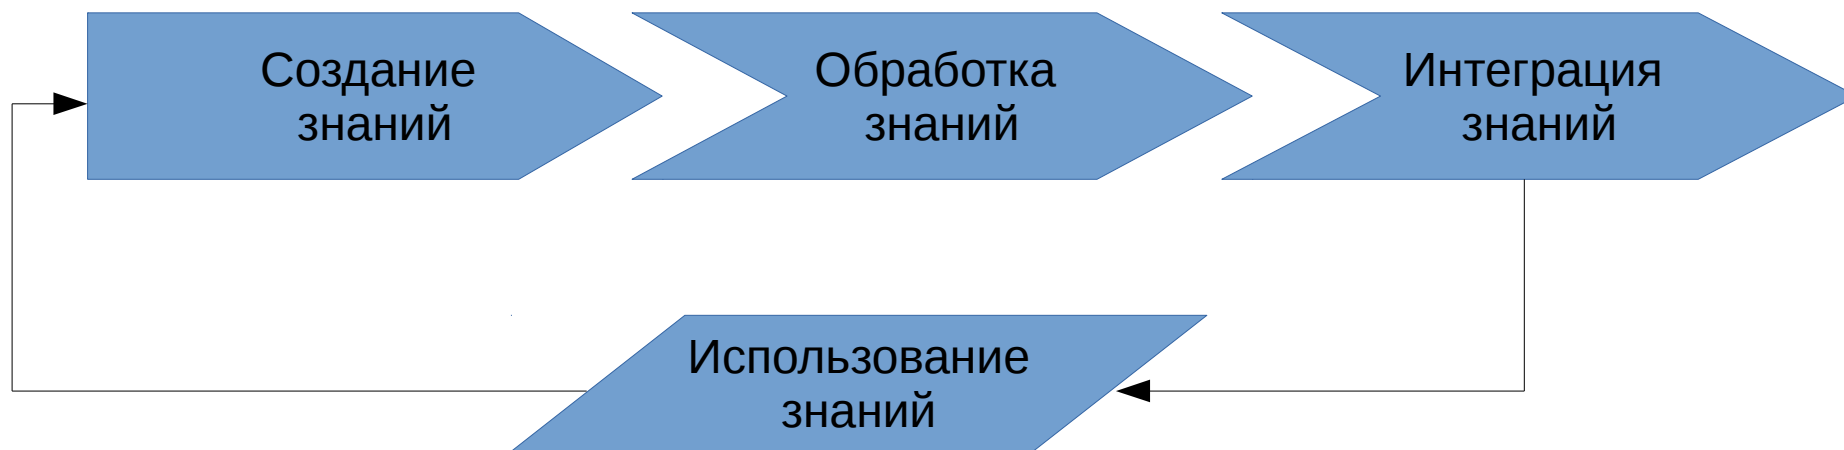 Создание
знаний
Обработка
знаний
Интеграция
знаний
Использование
знаний